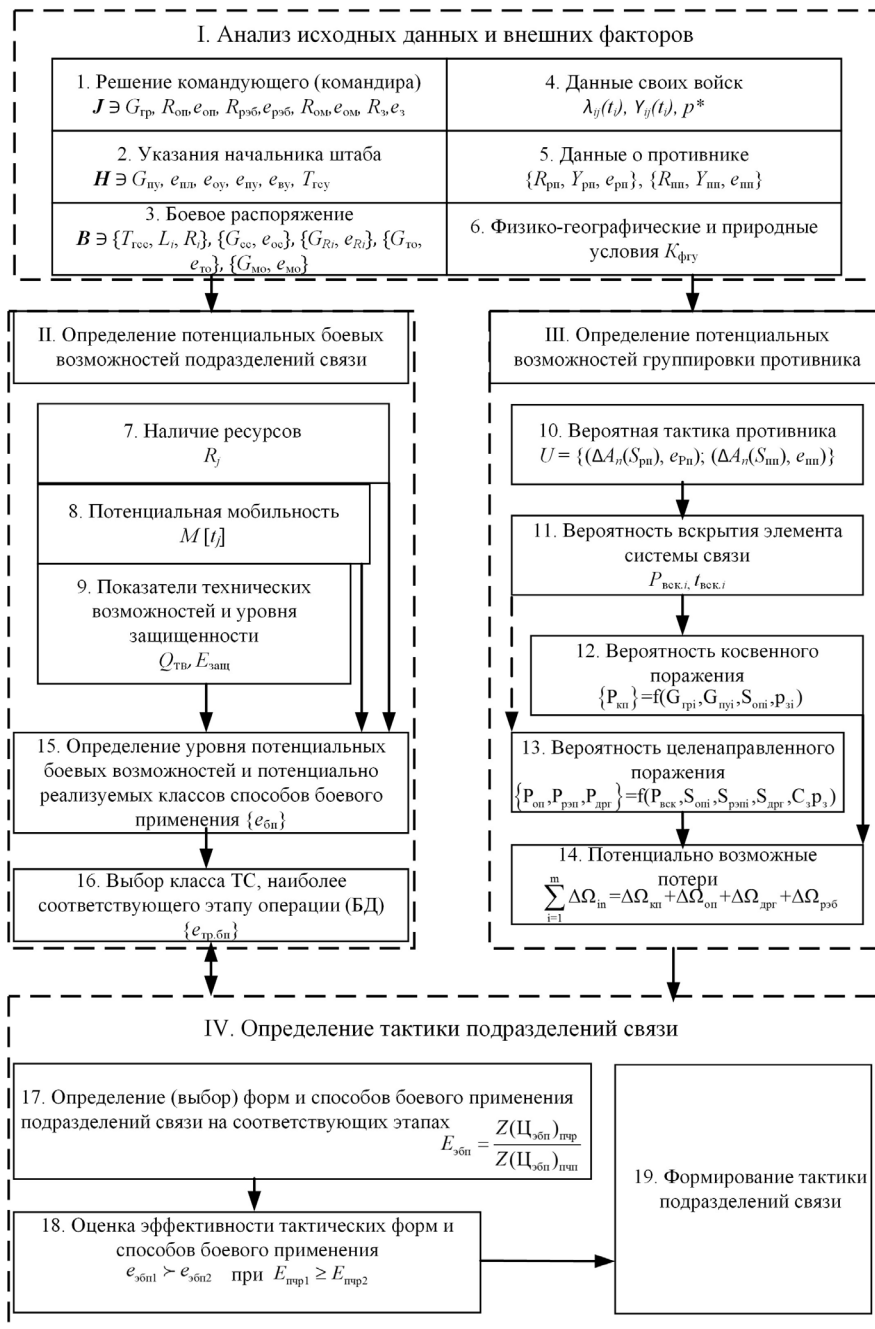 I. Анализ исходных данных и внешних факторов
1. Решение командующего (командира)
J ∋ Gгр, Rоп,eоп, Rрэб,eрэб, Rом,eом, Rз,eз
2. Указания начальника штаба
H ∋ Gпу, eпл, eоу, eпу, eву, Tгсу
3. Боевое распоряжение
B ∋ {Tгсс, Li, Ri}, {Gсс, eос}, {GRi, eRi}, {Gто,
eто}, {Gмо, eмо}
4. Данные своих войск
λij(ti), Yij(ti), p*
5. Данные о противнике
{Rрп, Yрп, eрп}, {Rпп, Yпп, eпп}
6. Физико-географические и природные
условия Kфгу
II. Определение потенциальных боевых
возможностей подразделений связи
7. Наличие ресурсов
Rj
8. Потенциальная мобильность
M [tj]
9. Показатели технических
возможностей и уровня
защищенности
Qтв, Eзащ
15. Определение уровня потенциальных
боевых возможностей и потенциально
реализуемых классов способов боевого
применения {eбп}
16. Выбор класса ТС, наиболее
соответствующего этапу операции (БД)
{eтр.бп}
III. Определение потенциальных
возможностей группировки противника
10. Вероятная тактика противника
U = {(ΔAn(Sрп), eРп); (ΔAn(Sпп), eпп)}
11. Вероятность вскрытия элемента
системы связи
Pвск.i, tвск.i
12. Вероятность косвенного
поражения
{Pкп}=f(Gгрi,Gпуi,Sопi,pзi)
13. Вероятность целенаправленного
поражения
{Pоп,Pрэп,Pдрг}=f(Pвск,Sопi,Sрэпi,Sдрг,Cзpз)
14. Потенциально возможные
потери
∑ᵐi=1 ΔΩin=ΔΩкп+ΔΩоп+ΔΩдрг+ΔΩрэб
IV. Определение тактики подразделений связи
17. Определение (выбор) форм и способов боевого применения
подразделений связи на соответствующих этапах
Eэбп = Z(Цэбп)пчр / Z(Цэбп)пчп
18. Оценка эффективности тактических форм и
способов боевого применения
eэбп1 ≻ eэбп2 при Eпчр1 ≥ Eпчр2
19. Формирование тактики
подразделений связи